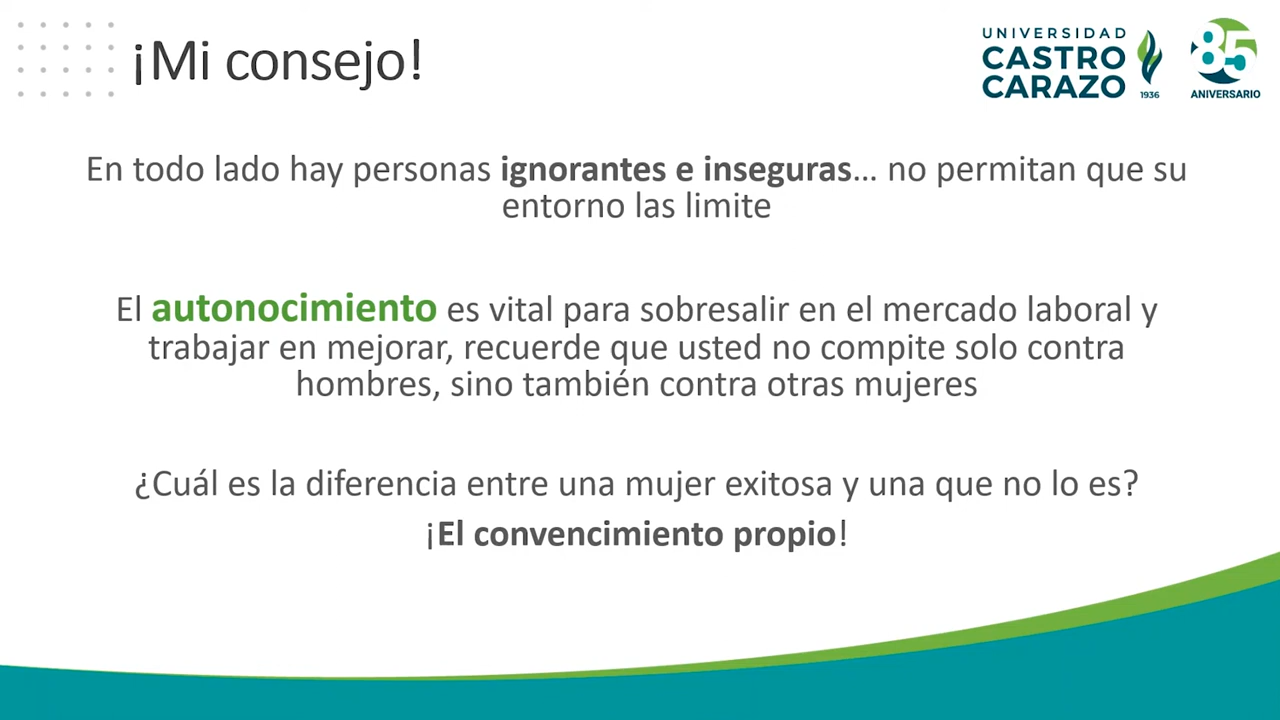 ¡Mi consejo!
UNIVERSIDAD
CASTRO
CARAZO
1936
85
ANIVERSARIO
En todo lado hay personas ignorantes e inseguras... no permitan que su
entorno las limite
El autonocimiento es vital para sobresalir en el mercado laboral y
trabajar en mejorar, recuerde que usted no compite solo contra
hombres, sino también contra otras mujeres
¿Cuál es la diferencia entre una mujer exitosa y una que no lo es?
¡El convencimiento propio!